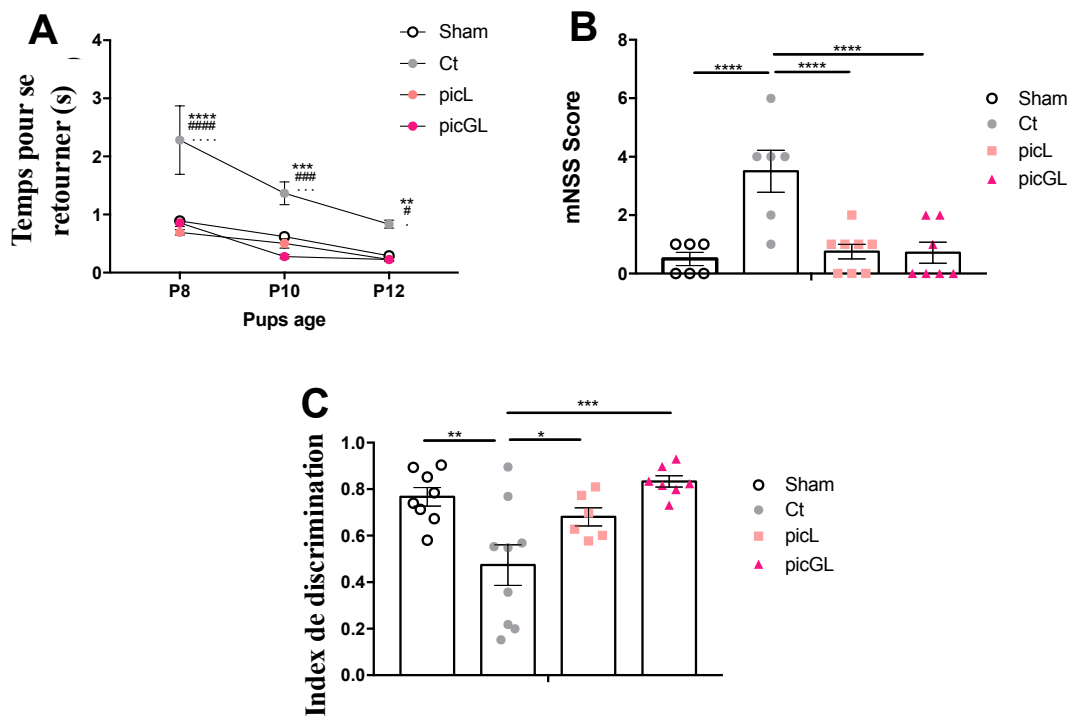 A
Temps pour se
retourner (s)
4
3
2
1
0
P8
P10
P12
Pups age
****
####
....
***
###
...
**
#
.
Sham
Ct
picL
picGL
B
mNSS Score
8
6
4
2
0
****
****
****
Sham
Ct
picL
picGL
C
Index de discrimination
1.0
0.8
0.6
0.4
0.2
0.0
***
**
*
Sham
Ct
picL
picGL